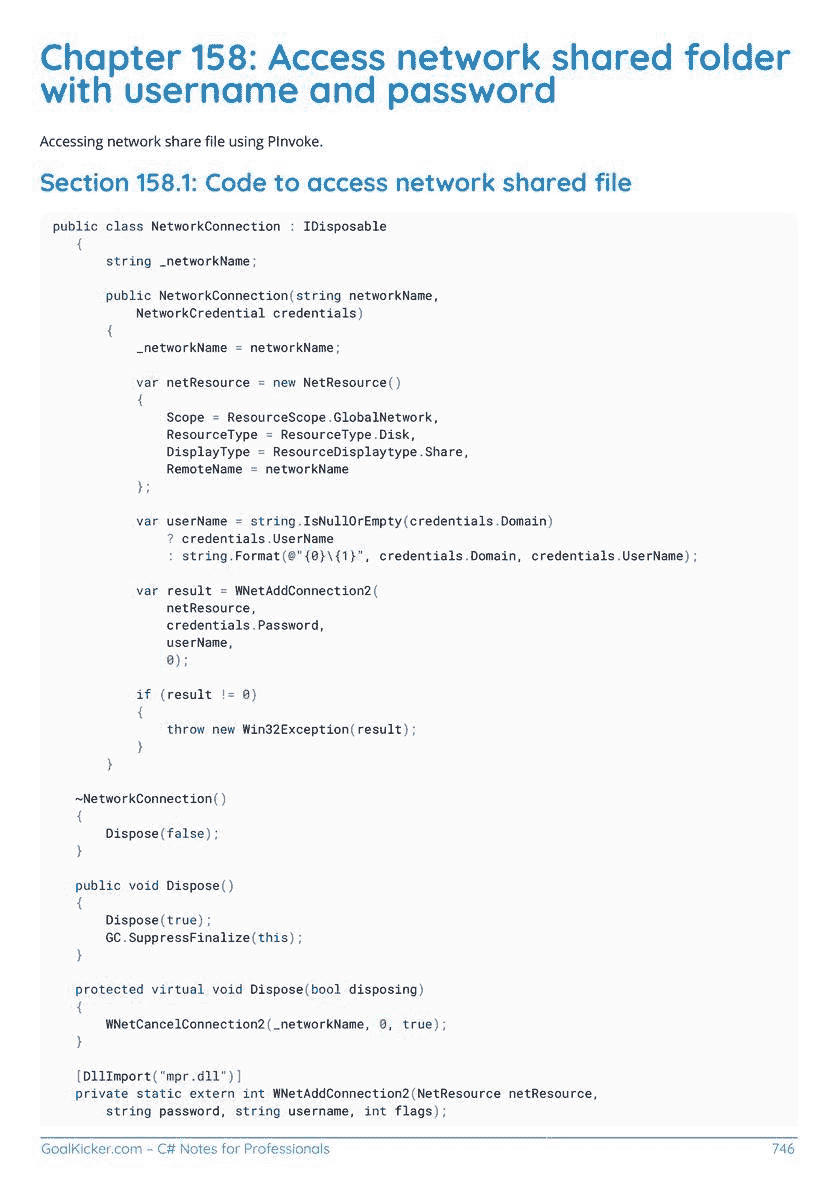 Chapter 158: Access network shared folder
with username and password
Accessing network share file using PInvoke.
Section 158.1: Code to access network shared file
public class NetworkConnection : IDisposable
{
string _networkName;
public NetworkConnection(string networkName,
NetworkCredential credentials)
{
_networkName = networkName;
var netResource = new NetResource()
{
Scope = ResourceScope.GlobalNetwork,
ResourceType = ResourceType.Disk,
DisplayType = ResourceDisplaytype.Share,
RemoteName = networkName
};
var userName = string.IsNullOrEmpty(credentials.Domain)
? credentials.UserName
: string.Format(@"{0}\{1}", credentials.Domain, credentials.UserName);
var result = WNetAddConnection2(
netResource,
credentials.Password,
userName,
0);
if (result != 0)
{
throw new Win32Exception(result);
}
}
~NetworkConnection()
{
Dispose(false);
}
public void Dispose()
{
Dispose(true);
GC.SuppressFinalize(this);
}
protected virtual void Dispose(bool disposing)
{
WNetCancelConnection2(_networkName, 0, true);
}
[DllImport("mpr.dll")]
private static extern int WNetAddConnection2(NetResource netResource,
string password, string username, int flags);
GoalKicker.com – C# Notes for Professionals 746